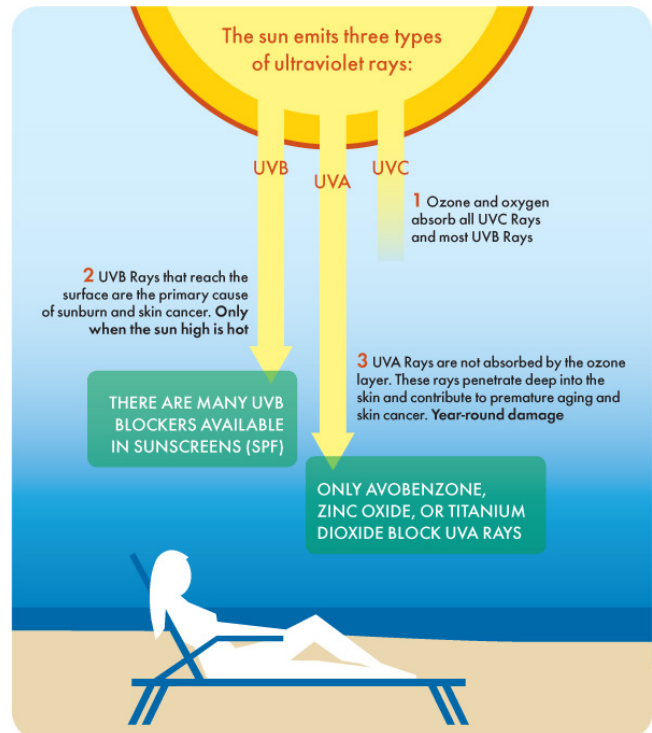 The sun emits three types
of ultraviolet rays:
UVB
UVA
UVC
1 Ozone and oxygen
absorb all UVC Rays
and most UVB Rays
2 UVB Rays that reach the
surface are the primary cause
of sunburn and skin cancer. Only
when the sun high is hot
3 UVA Rays are not absorbed by the ozone
layer. These rays penetrate deep into the
skin and contribute to premature aging and
skin cancer. Year-round damage
THERE ARE MANY UVB
BLOCKERS AVAILABLE
IN SUNSCREENS (SPF)
ONLY AVOBENZONE,
ZINC OXIDE, OR TITANIUM
DIOXIDE BLOCK UVA RAYS